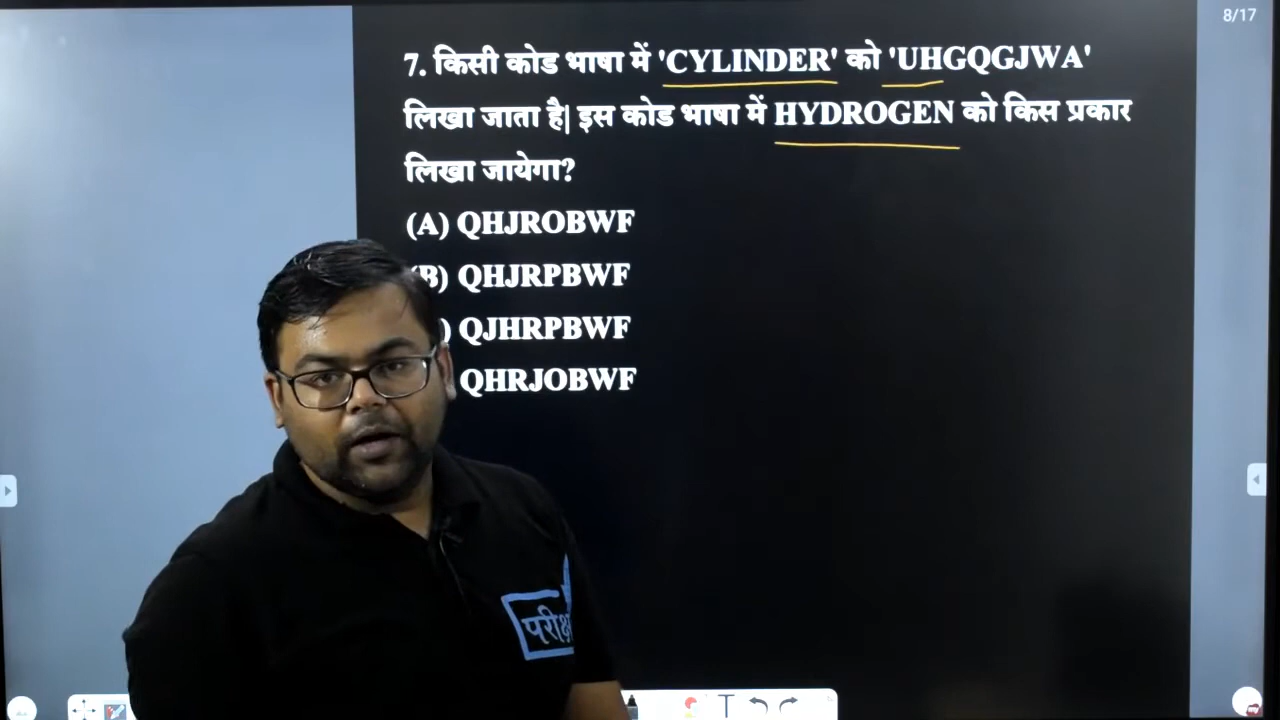 8/17
7. किसी कोड भाषा में 'CYLINDER' को 'UHGQGJWA'
लिखा जाता है| इस कोड भाषा में HYDROGEN को किस प्रकार
लिखा जायेगा?
(A) QHJROBWF
B) QHJRPBWF
) QJHRPBWF
QHRJOBWF
T